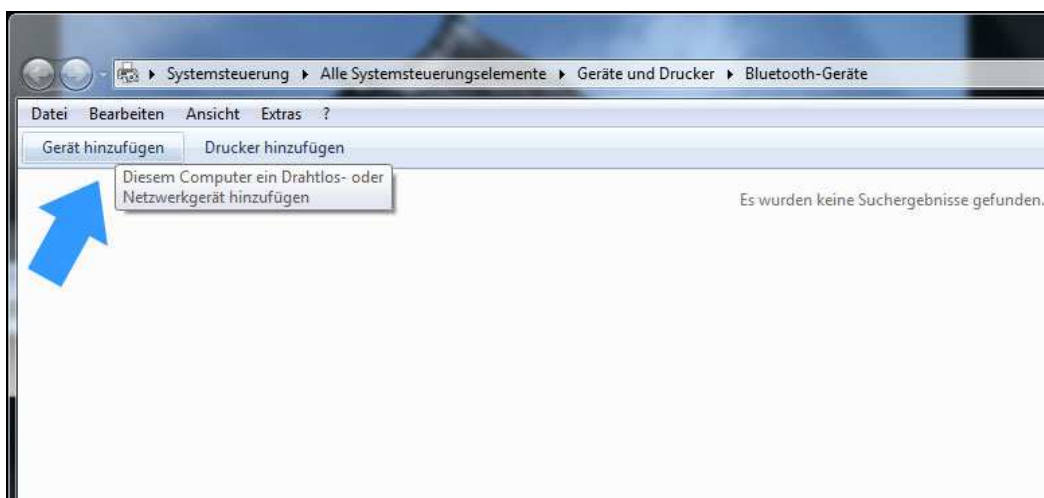 Systemsteuerung ▸ Alle Systemsteuerungselemente ▸ Geräte und Drucker ▸ Bluetooth-Geräte
Datei Bearbeiten Ansicht Extras ?
Gerät hinzufügen Drucker hinzufügen
Diesem Computer ein Drahtlos- oder
Netzwerkgerät hinzufügen
Es wurden keine Suchergebnisse gefunden.